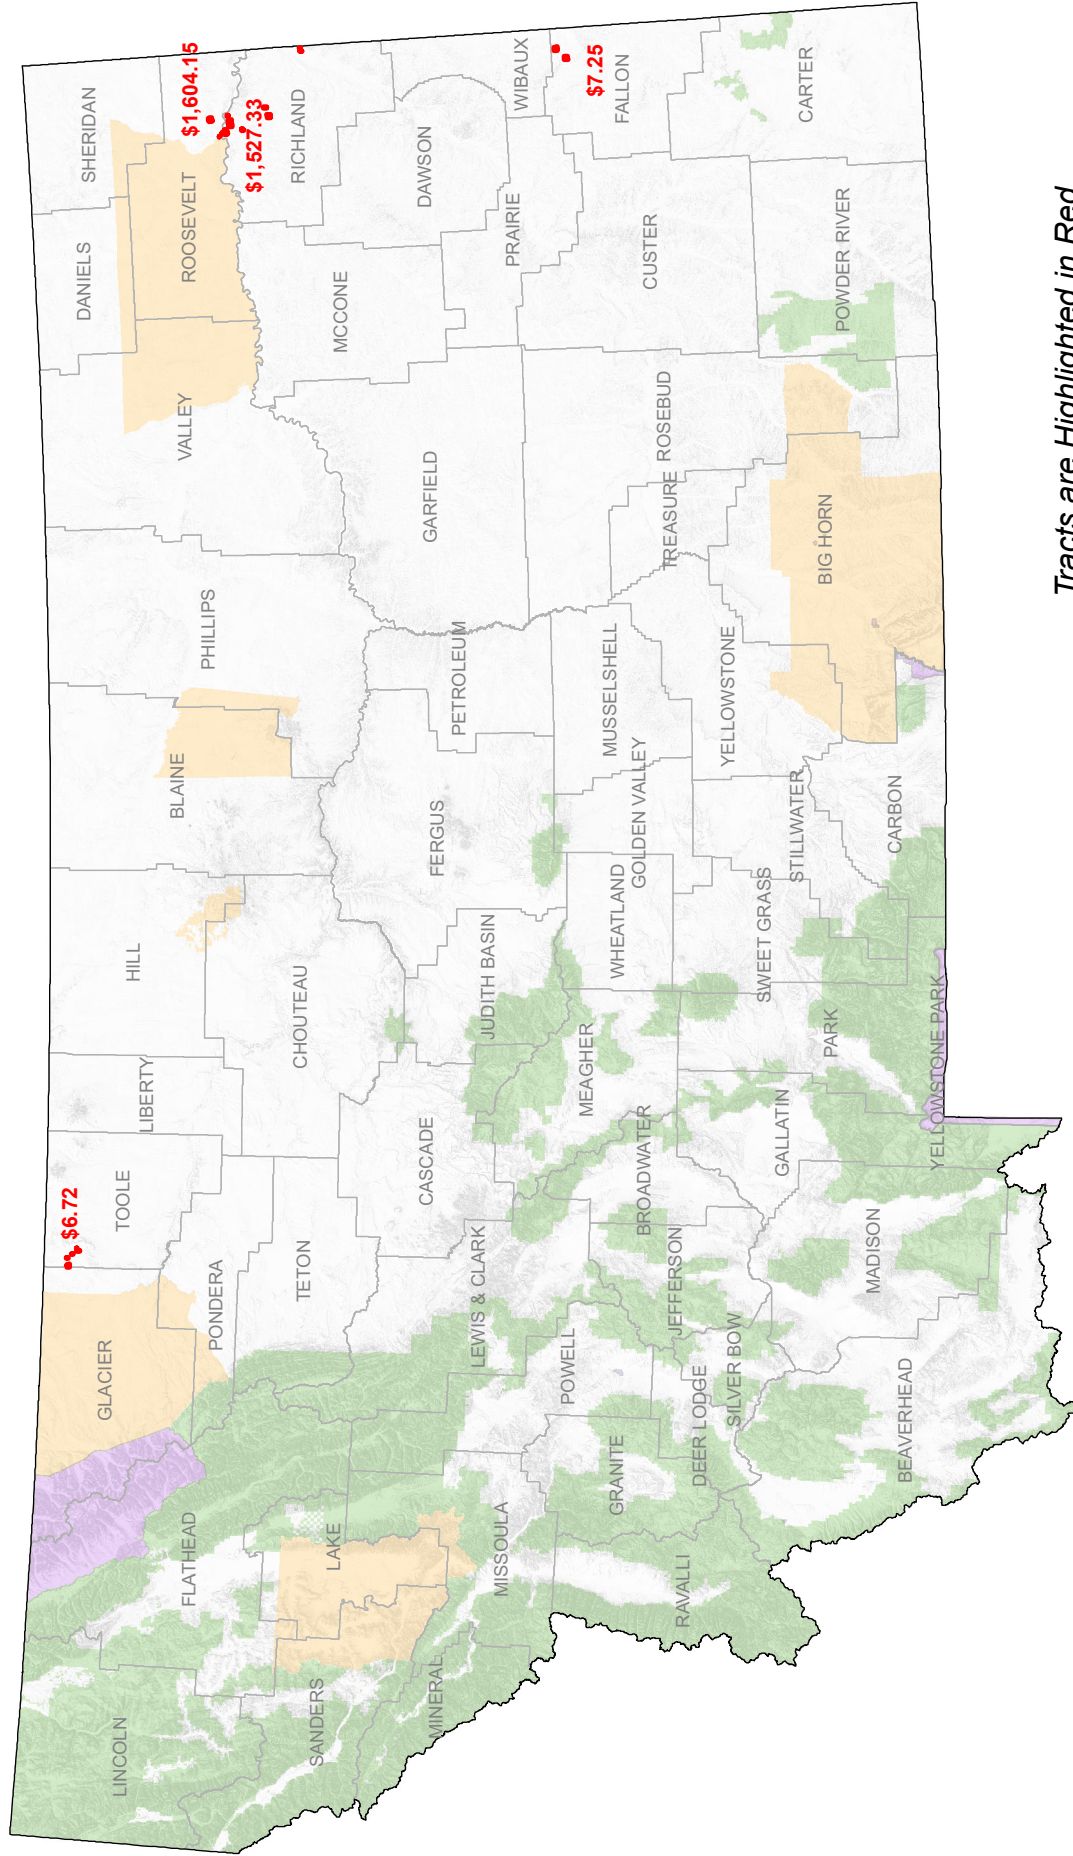 LINCOLN
FLATHEAD
GLACIER
TOOLE
$6.72
LIBERTY
HILL
BLAINE
PHILLIPS
VALLEY
DANIELS
SHERIDAN
ROOSEVELT
$1,604.15
$1,527.33
RICHLAND
SANDERS
LAKE
PONDERA
TETON
CHOUTEAU
MCCONE
DAWSON
MINERAL
MISSOULA
LEWIS & CLARK
CASCADE
JUDITH BASIN
FERGUS
PETROLEUM
GARFIELD
PRAIRIE
WIBAUX
$7.25
FALLON
POWELL
MEAGHER
WHEATLAND
GOLDEN VALLEY
MUSSELSHELL
TREASURE
ROSEBUD
CUSTER
RAVALLI
GRANITE
DEER LODGE
SILVER BOW
JEFFERSON
BROADWATER
GALLATIN
SWEET GRASS
STILLWATER
YELLOWSTONE
BIG HORN
POWDER RIVER
CARTER
BEAVERHEAD
MADISON
PARK
YELLOWSTONE PARK
CARBON
Tracts are Highlighted in Red